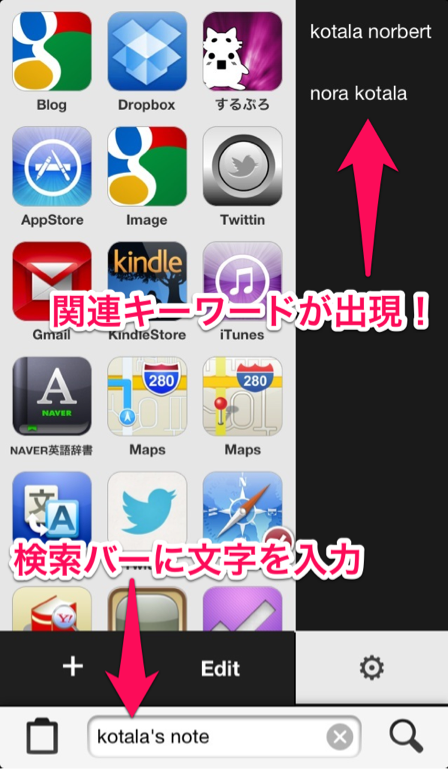 kotala norbert
nora kotala
Blog
Dropbox
するぷろ
AppStore
Image
Twittin
kindle
Gmail
KindleStore
iTunes
関連キーワードが出現！
A
NAVER
280
280
NAVER英語辞書
Maps
Maps
文
A
検索バーに文字を入力
Y!
+
Edit
kotala's note